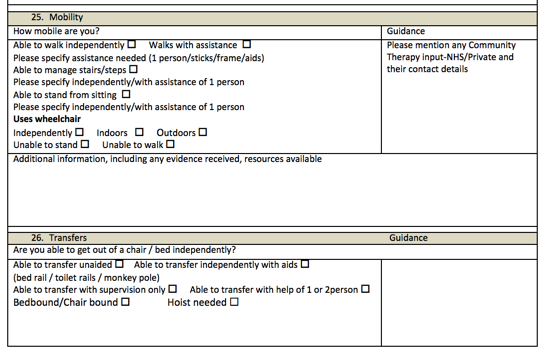 25. Mobility
How mobile are you?
Guidance
Able to walk independently ☐ Walks with assistance ☐
Please specify assistance needed (1 person/sticks/frame/aids)
Able to manage stairs/steps ☐
Please specify independently/with assistance of 1 person
Able to stand from sitting ☐
Please specify independently/with assistance of 1 person
Uses wheelchair
Independently ☐ Indoors ☐ Outdoors ☐
Unable to stand ☐ Unable to walk ☐
Please mention any Community
Therapy input-NHS/Private and
their contact details
Additional information, including any evidence received, resources available
26. Transfers
Guidance
Are you able to get out of a chair / bed independently?
Able to transfer unaided ☐ Able to transfer independently with aids ☐
(bed rail / toilet rails / monkey pole)
Able to transfer with supervision only ☐ Able to transfer with help of 1 or 2person ☐
Bedbound/Chair bound ☐ Hoist needed ☐